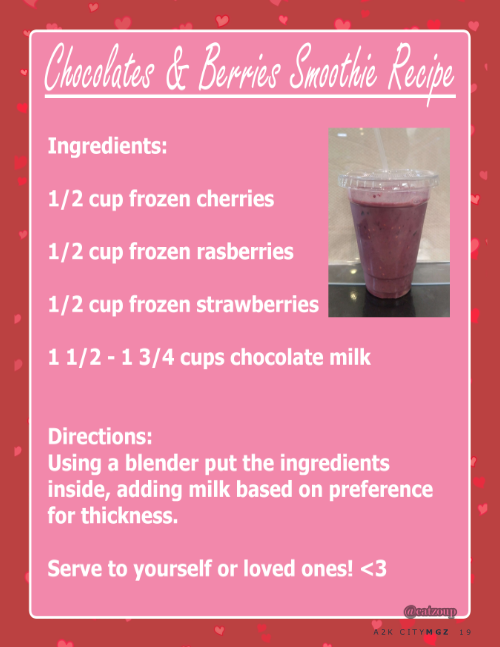 Chocolates & Berries Smoothie Recipe
Ingredients:
1/2 cup frozen cherries
1/2 cup frozen rasberries
1/2 cup frozen strawberries
1 1/2 - 1 3/4 cups chocolate milk
Directions:
Using a blender put the ingredients
inside, adding milk based on preference
for thickness.
Serve to yourself or loved ones! <3
@catzoup
A2K CITYMGZ 19